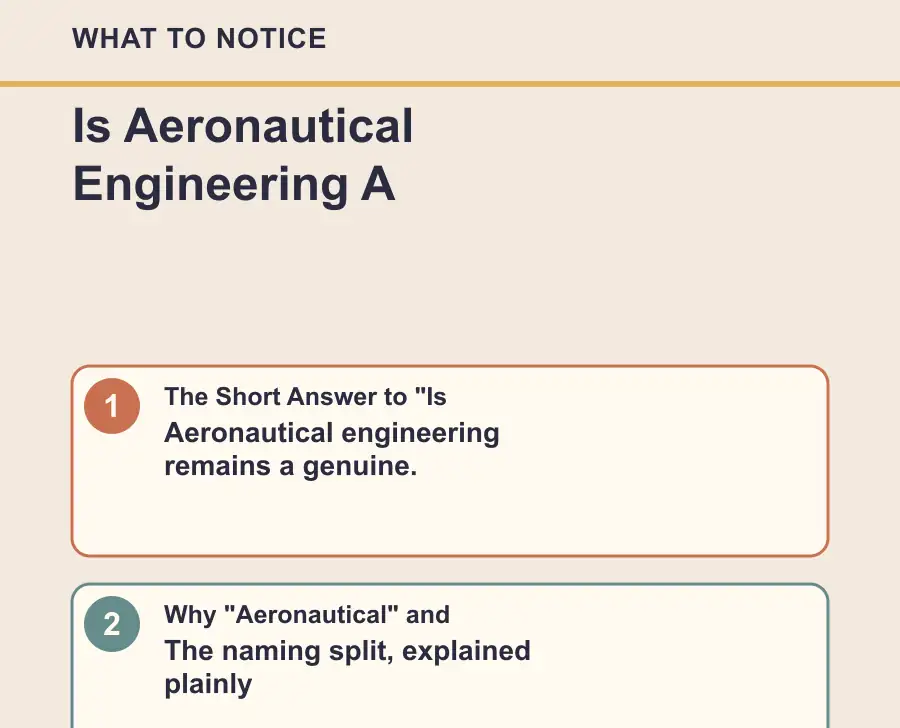 WHAT TO NOTICE
Is Aeronautical
Engineering A
1
The Short Answer to "Is
Aeronautical engineering
remains a genuine.
2
Why "Aeronautical" and
The naming split, explained
plainly